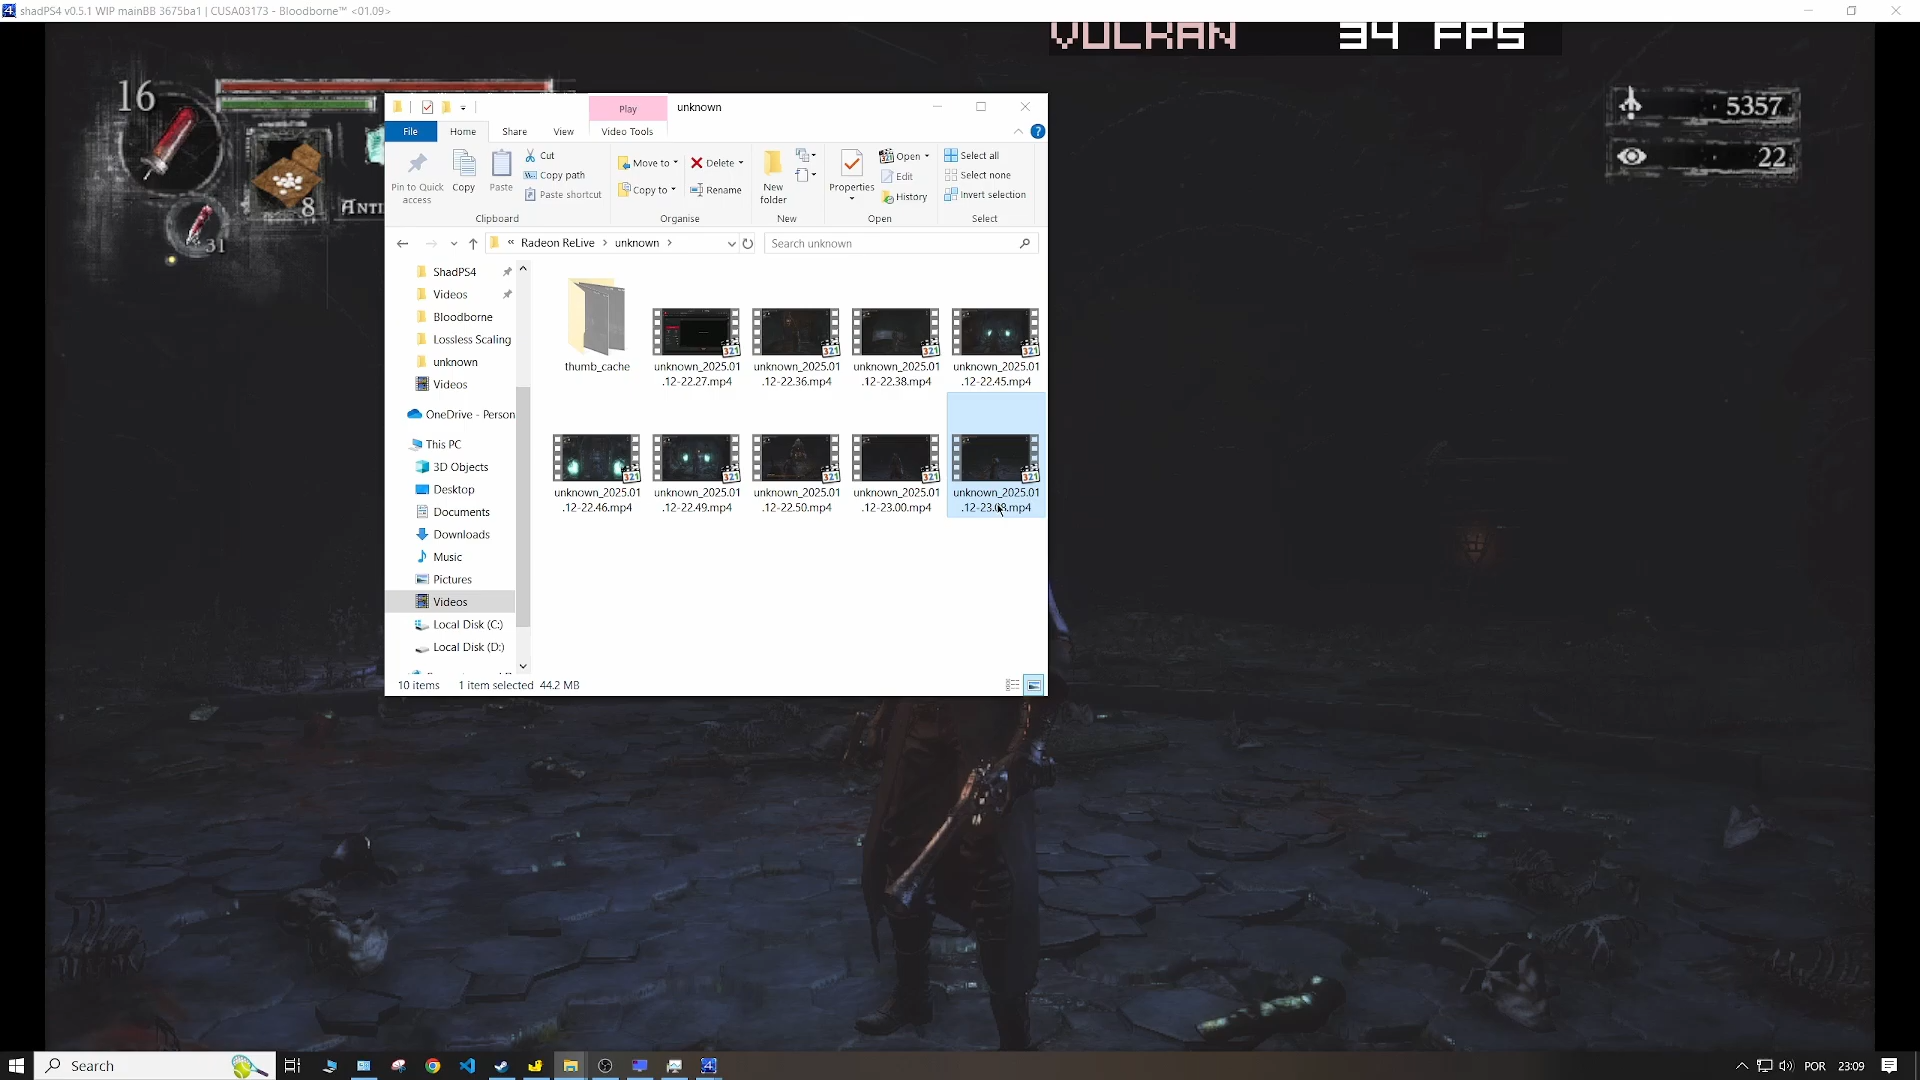 shadPS4 v0.5.1 WIP mainBB 3675ba1 | CUSA03173 - Bloodborne™ <01.09>
VULKAN 34 FPS
16
5357
22
8
31
Play
unknown
File
Home
Share
View
Video Tools
Pin to Quick
access
Copy
Paste
Cut
Copy path
Paste shortcut
Clipboard
Move to
Copy to
Delete
Rename
Organise
New
folder
New
Properties
Open
Edit
History
Open
Select all
Select none
Invert selection
Select
« Radeon ReLive > unknown >
Search unknown
ShadPS4
Videos
Bloodborne
Lossless Scaling
unknown
Videos
OneDrive - Person
This PC
3D Objects
Desktop
Documents
Downloads
Music
Pictures
Videos
Local Disk (C:)
Local Disk (D:)
thumb_cache
unknown_2025.01
.12-22.27.mp4
unknown_2025.01
.12-22.36.mp4
unknown_2025.01
.12-22.38.mp4
unknown_2025.01
.12-22.45.mp4
unknown_2025.01
.12-22.46.mp4
unknown_2025.01
.12-22.49.mp4
unknown_2025.01
.12-22.50.mp4
unknown_2025.01
.12-23.00.mp4
unknown_2025.01
.12-23.08.mp4
10 items
1 item selected 44.2 MB
Search
POR
23:09